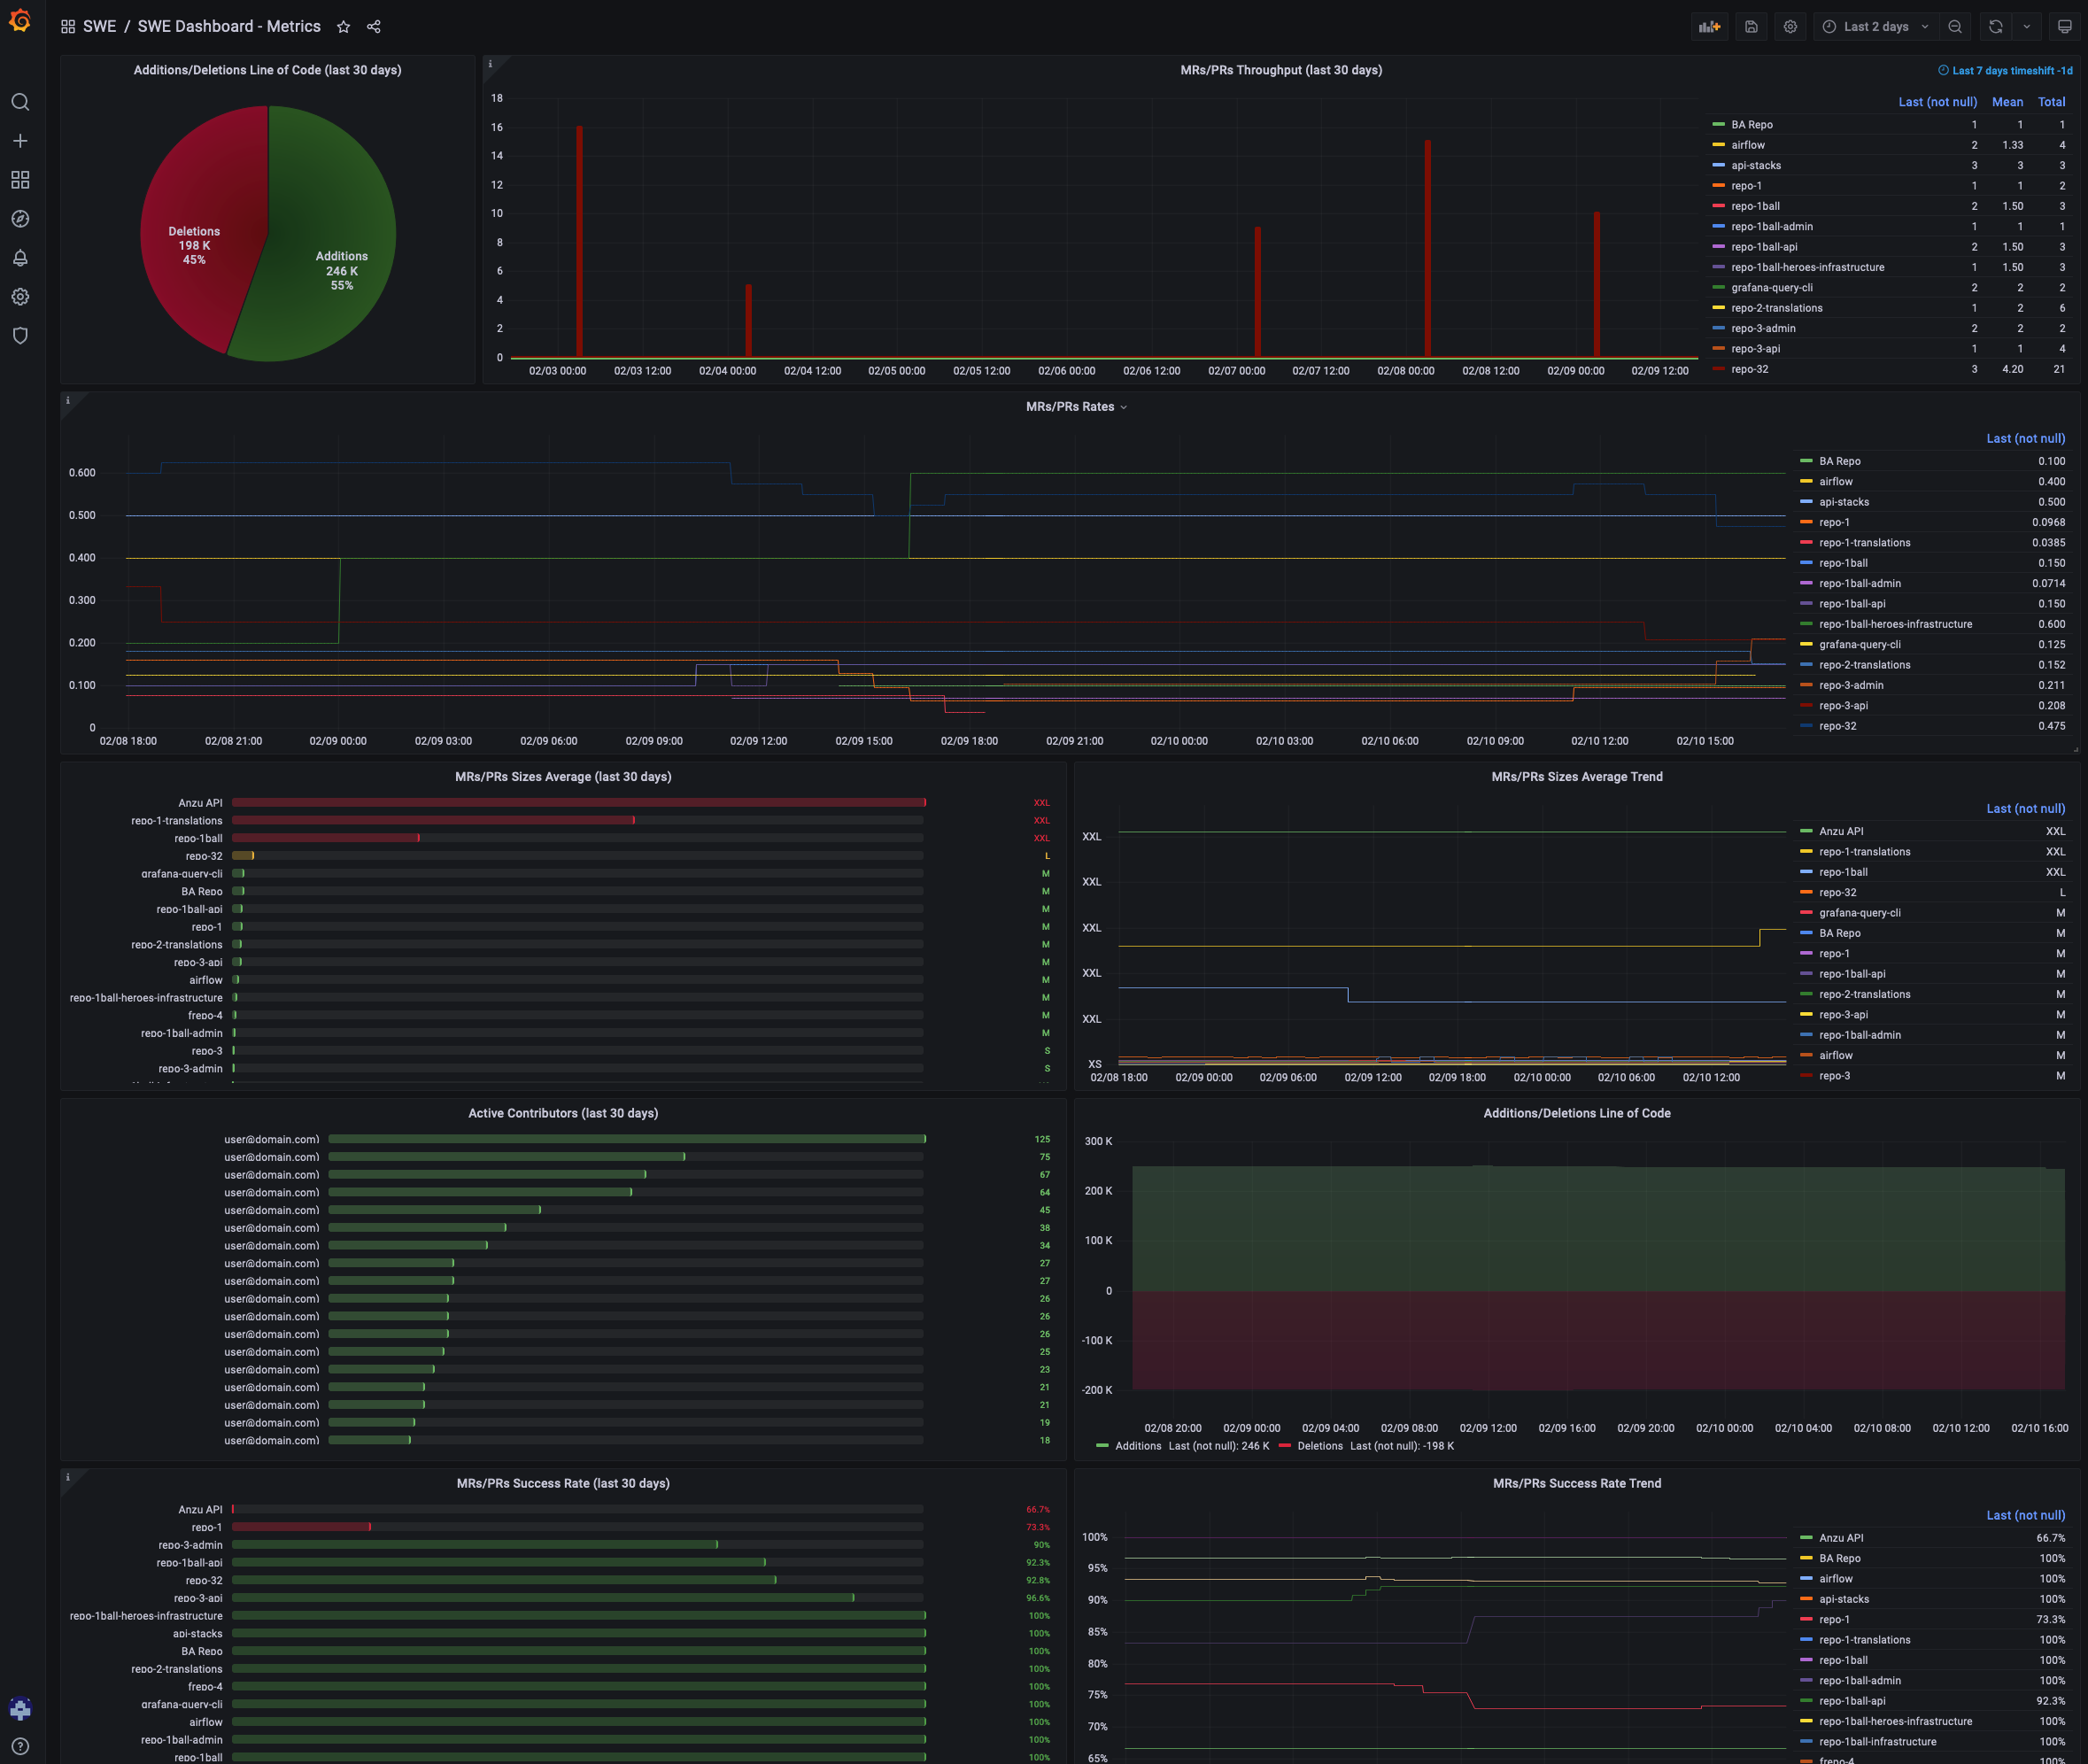 SWE / SWE Dashboard - Metrics
Last 2 days
Additions/Deletions Line of Code (last 30 days)
Deletions
198 K
45%
Additions
246 K
55%
MRs/PRs Throughput (last 30 days)
Last 7 days timeshift -1d
18
16
14
12
10
8
6
4
2
0
02/03 00:00 02/03 12:00 02/04 00:00 02/04 12:00 02/05 00:00 02/05 12:00 02/06 00:00 02/06 12:00 02/07 00:00 02/07 12:00 02/08 00:00 02/08 12:00 02/09 00:00 02/09 12:00
Last (not null) Mean Total
BA Repo 1 1 1
airflow 2 1.33 4
api-stacks 3 3 3
repo-1 1 1 2
repo-1ball 2 1.50 3
repo-1ball-admin 1 1 1
repo-1ball-api 2 1.50 3
repo-1ball-heroes-infrastructure 1 1.50 3
grafana-query-cli 2 2 2
repo-2-translations 1 2 6
repo-3-admin 2 2 2
repo-3-api 1 1 4
repo-32 3 4.20 21
MRs/PRs Rates
0.600
0.500
0.400
0.300
0.200
0.100
0
02/08 18:00 02/08 21:00 02/09 00:00 02/09 03:00 02/09 06:00 02/09 09:00 02/09 12:00 02/09 15:00 02/09 18:00 02/09 21:00 02/10 00:00 02/10 03:00 02/10 06:00 02/10 09:00 02/10 12:00 02/10 15:00
Last (not null)
BA Repo 0.100
airflow 0.400
api-stacks 0.500
repo-1 0.0968
repo-1-translations 0.0385
repo-1ball 0.150
repo-1ball-admin 0.0714
repo-1ball-api 0.150
repo-1ball-heroes-infrastructure 0.600
grafana-query-cli 0.125
repo-2-translations 0.152
repo-3-admin 0.211
repo-3-api 0.208
repo-32 0.475
MRs/PRs Sizes Average (last 30 days)
Anzu API XXL
repo-1-translations XXL
repo-1ball XXL
repo-32 L
grafana-query-cli M
BA Repo M
repo-1ball-api M
repo-1 M
repo-2-translations M
repo-3-api M
airflow M
repo-1ball-heroes-infrastructure M
frepo-4 M
repo-1ball-admin M
repo-3 S
repo-3-admin S
MRs/PRs Sizes Average Trend
XXL
XXL
XXL
XXL
XXL
XS
02/08 18:00 02/09 00:00 02/09 06:00 02/09 12:00 02/09 18:00 02/10 00:00 02/10 06:00 02/10 12:00
Last (not null)
Anzu API XXL
repo-1-translations XXL
repo-1ball XXL
repo-32 L
grafana-query-cli M
BA Repo M
repo-1 M
repo-1ball-api M
repo-2-translations M
repo-3-api M
repo-1ball-admin M
airflow M
repo-3 M
Active Contributors (last 30 days)
user@domain.com) 125
user@domain.com) 75
user@domain.com) 67
user@domain.com) 64
user@domain.com) 45
user@domain.com) 38
user@domain.com) 34
user@domain.com) 27
user@domain.com) 27
user@domain.com) 26
user@domain.com) 26
user@domain.com) 26
user@domain.com) 25
user@domain.com) 23
user@domain.com) 21
user@domain.com) 21
user@domain.com) 19
user@domain.com) 18
Additions/Deletions Line of Code
300 K
200 K
100 K
0
-100 K
-200 K
02/08 20:00 02/09 00:00 02/09 04:00 02/09 08:00 02/09 12:00 02/09 16:00 02/09 20:00 02/10 00:00 02/10 04:00 02/10 08:00 02/10 12:00 02/10 16:00
Additions Last (not null): 246 K Deletions Last (not null): -198 K
MRs/PRs Success Rate (last 30 days)
Anzu API 66.7%
repo-1 73.3%
repo-3-admin 90%
repo-1ball-api 92.3%
repo-32 92.8%
repo-3-api 96.6%
repo-1ball-heroes-infrastructure 100%
api-stacks 100%
BA Repo 100%
repo-2-translations 100%
frepo-4 100%
grafana-query-cli 100%
airflow 100%
repo-1ball-admin 100%
repo-1ball 100%
MRs/PRs Success Rate Trend
100%
95%
90%
85%
80%
75%
70%
65%
Last (not null)
Anzu API 66.7%
BA Repo 100%
airflow 100%
api-stacks 100%
repo-1 73.3%
repo-1-translations 100%
repo-1ball 100%
repo-1ball-admin 100%
repo-1ball-api 92.3%
repo-1ball-heroes-infrastructure 100%
repo-1ball-infrastructure 100%
frepo-4 100%